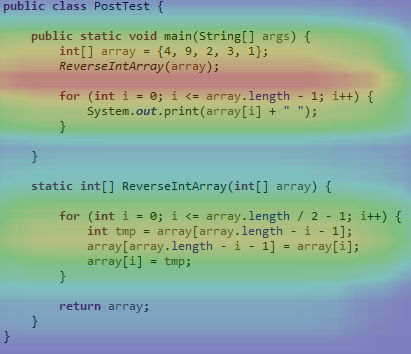 public class PostTest {
public static void main(String[] args) {
int[] array = {4, 9, 2, 3, 1};
ReverseIntArray(array);
for (int i = 0; i <= array.length - 1; i++) {
System.out.print(array[i] + " ");
}
}
static int[] ReverseIntArray(int[] array) {
for (int i = 0; i <= array.length / 2 - 1; i++) {
int tmp = array[array.length - i - 1];
array[array.length - i - 1] = array[i];
array[i] = tmp;
}
return array;
}
}